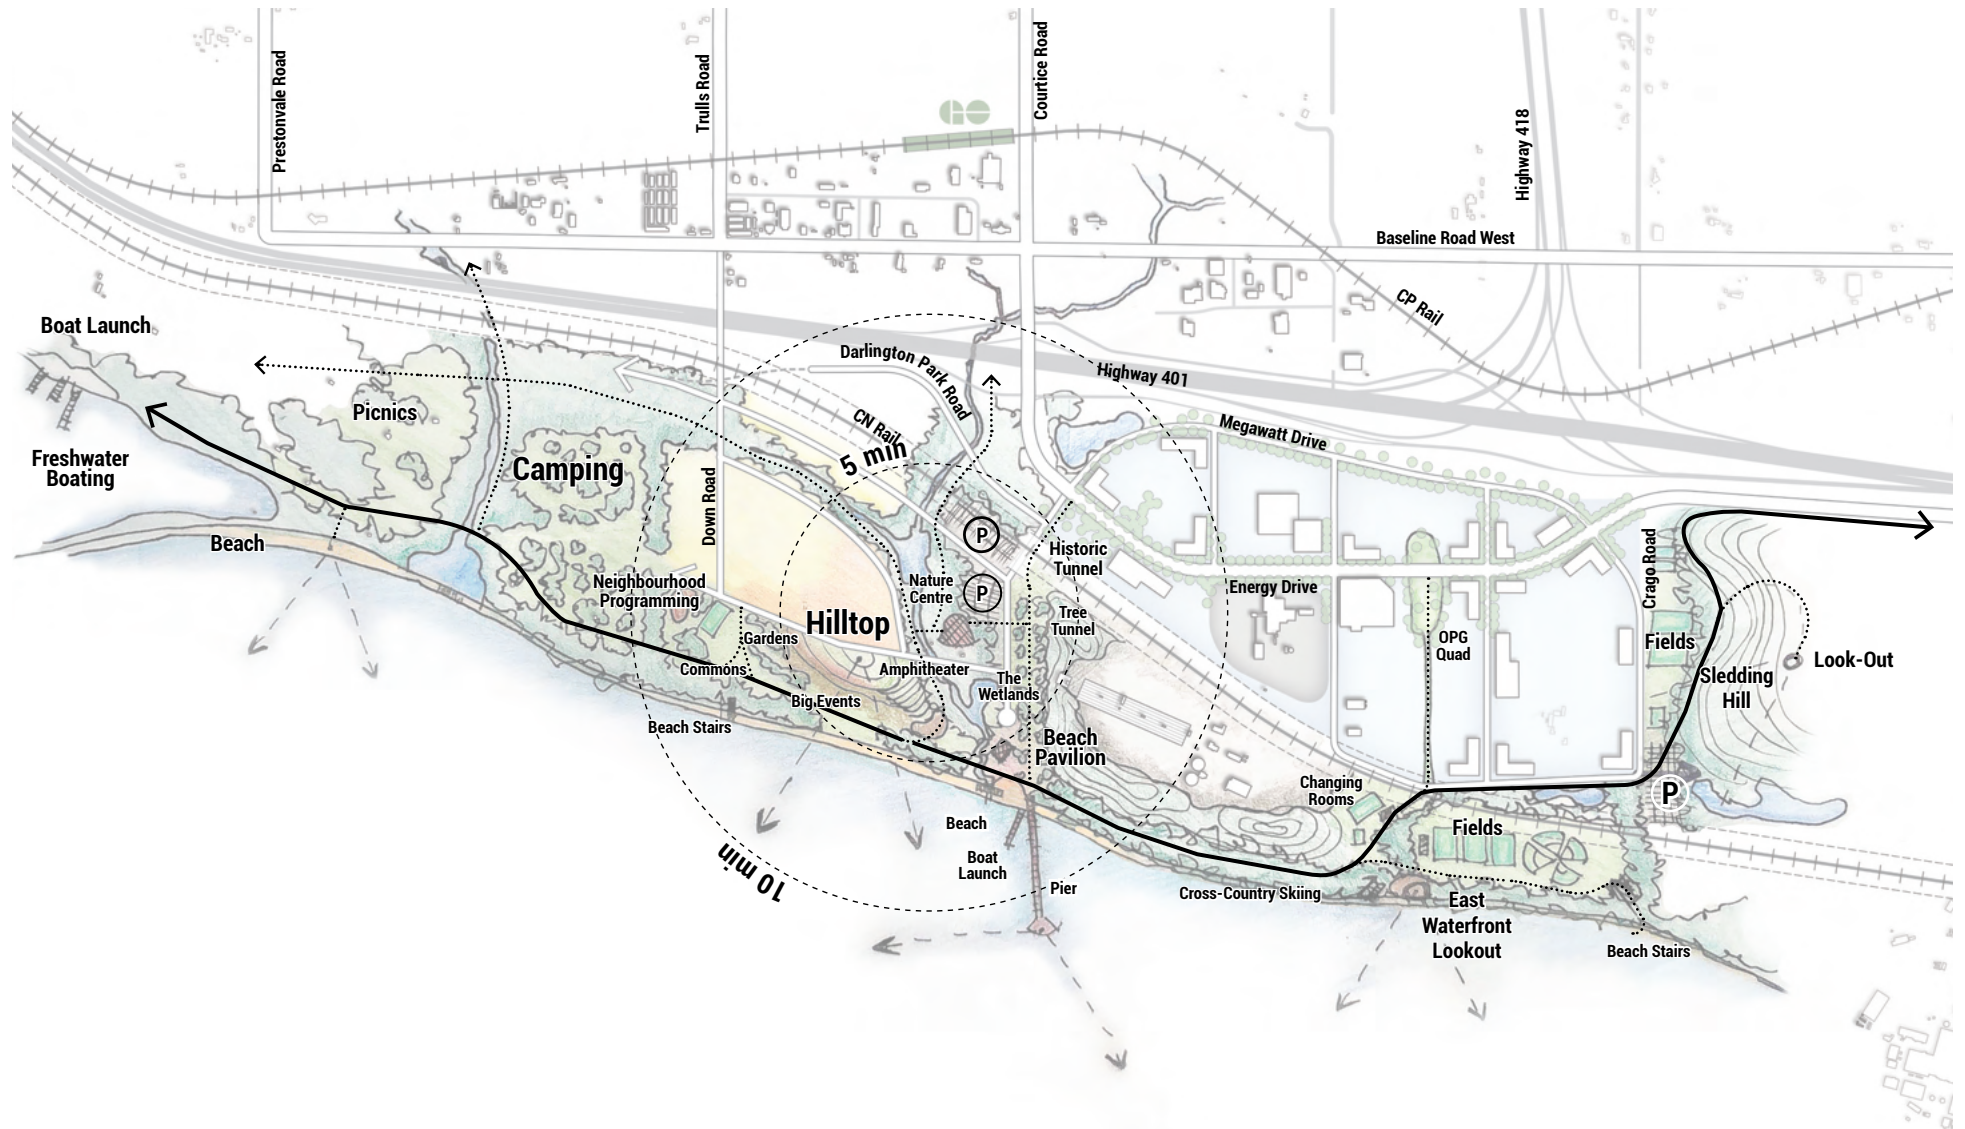 Prestonvale Road
Trulls Road
GO
Courtice Road
Highway 418
Baseline Road West
CP Rail
Boat Launch
Darlington Park Road
Highway 401
Picnics
CN Rail
Megawatt Drive
Freshwater
Boating
Camping
5 min
Down Road
P
Beach
Historic
Tunnel
Crago Road
Neighbourhood
Programming
Nature
Centre
P
Energy Drive
Hilltop
Tree
Tunnel
Gardens
OPG
Quad
Fields
Look-Out
Commons
Amphitheater
The
Wetlands
Sledding
Hill
Big Events
Beach Stairs
Beach
Pavilion
Changing
Rooms
P
Beach
Fields
10 min
Boat
Launch
Pier
Cross-Country Skiing
East
Waterfront
Lookout
Beach Stairs